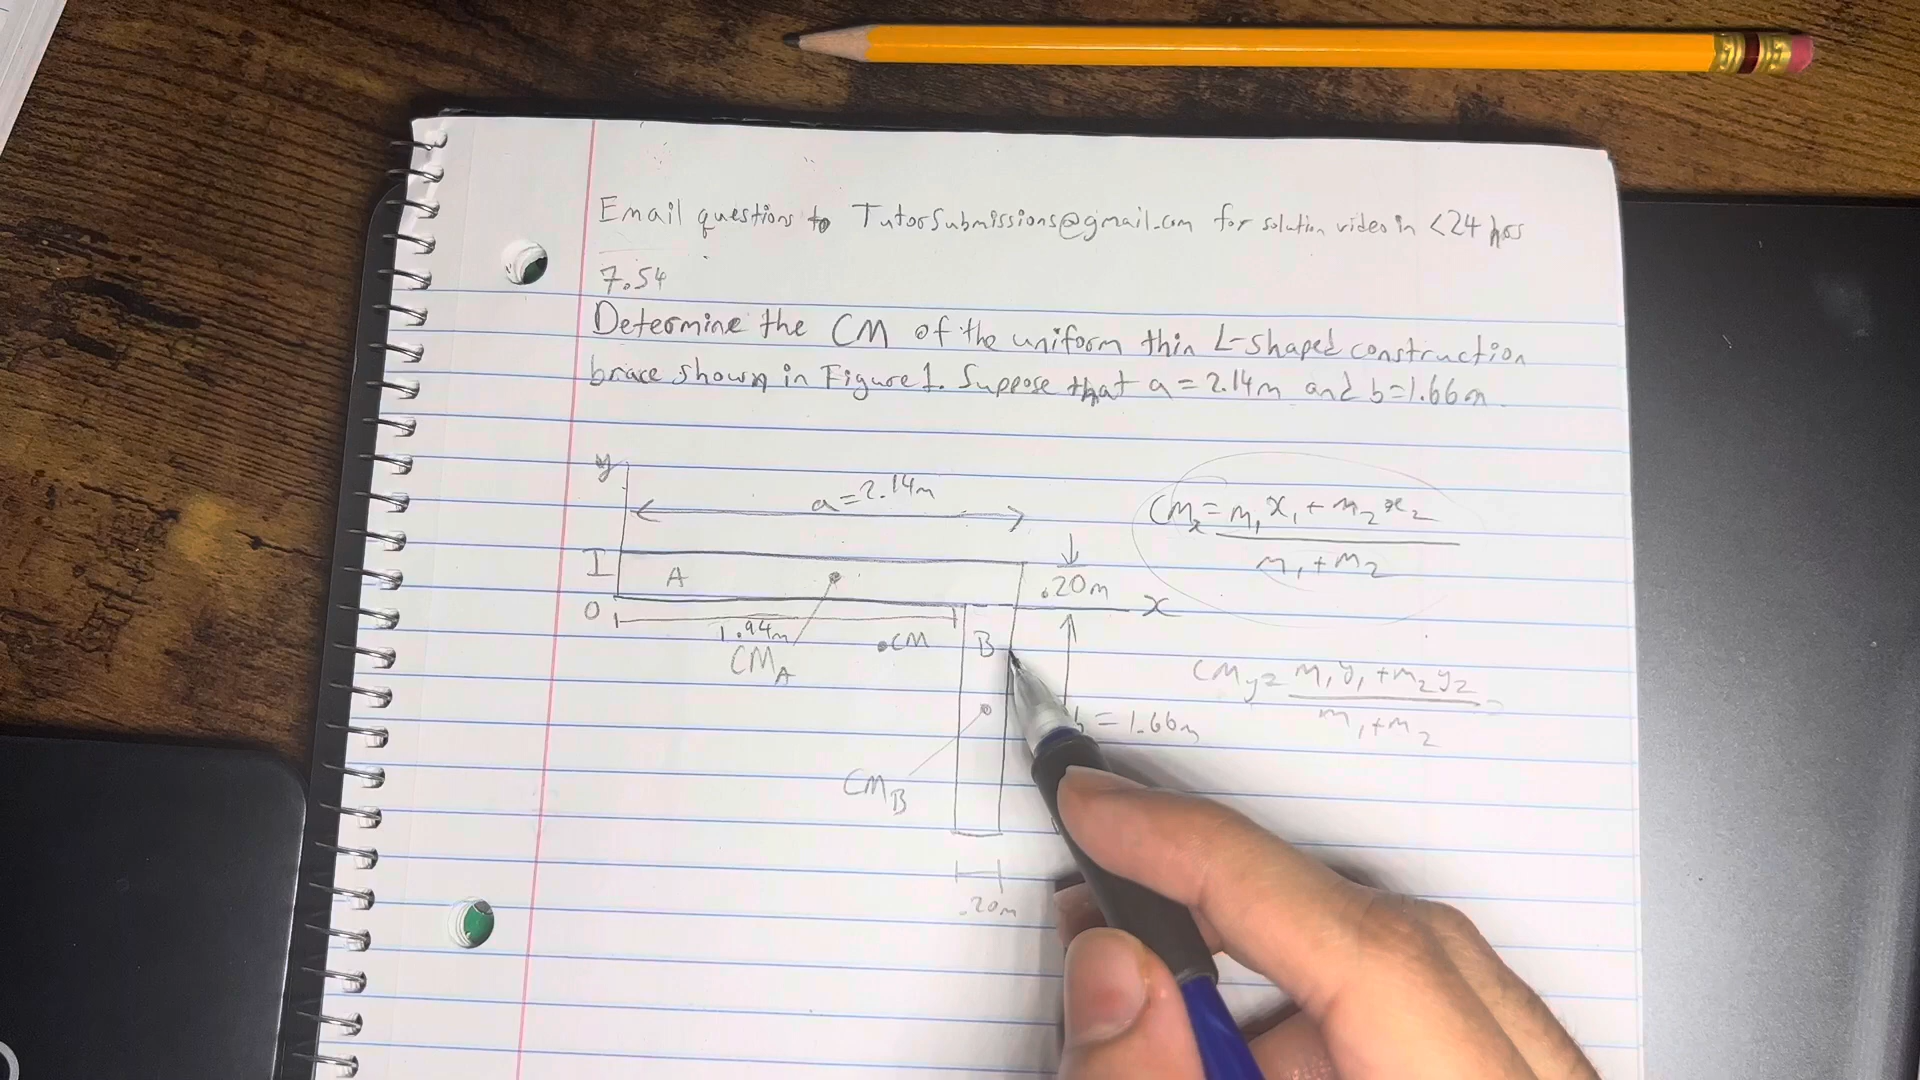 Email questions to TutorSubmissions@gmail.com for solution video in <24 hrs
7.54
Determine the CM of the uniform thin L-shaped construction
brace shown in Figure 1. Suppose that a = 2.14m and b=1.66m.
y
a=2.14m
CMx = m1x1 + m2x2
m1 + m2
I
A
.20m
0
x
1.94m
.CM
B
CMA
CMy= m1y1 + m2y2
m1 + m2
b = 1.66m
CMB
.20m